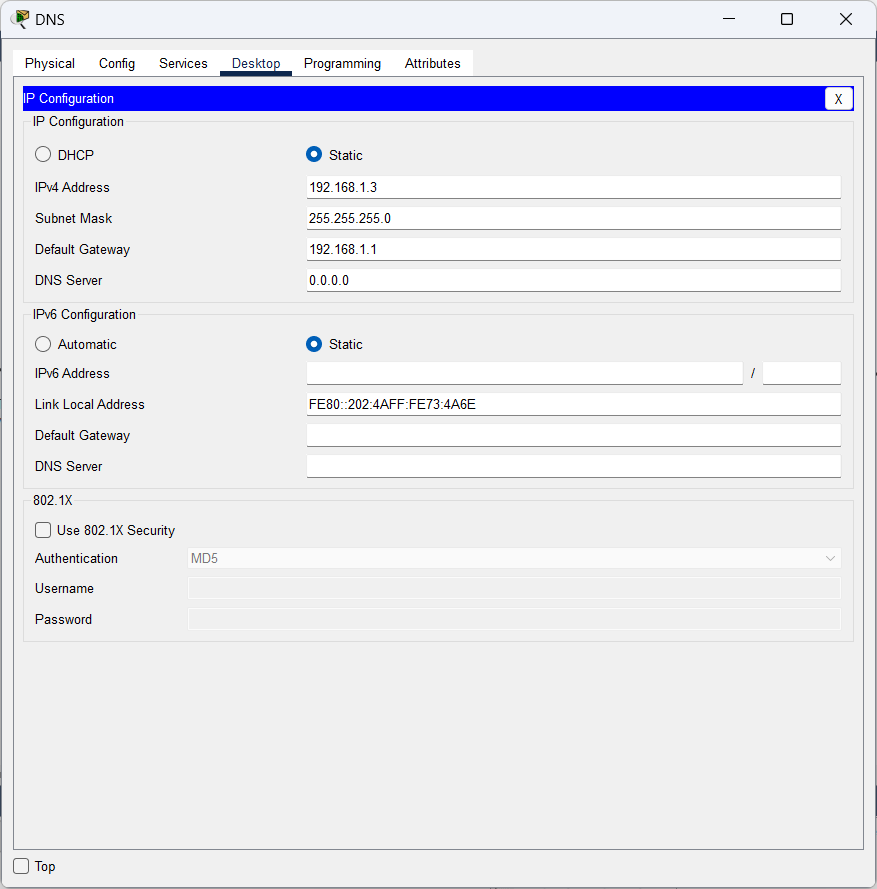 DNS
Physical Config Services Desktop Programming Attributes
IP Configuration X
IP Configuration
DHCP Static
IPv4 Address 192.168.1.3
Subnet Mask 255.255.255.0
Default Gateway 192.168.1.1
DNS Server 0.0.0.0
IPv6 Configuration
Automatic Static
IPv6 Address /
Link Local Address FE80::202:4AFF:FE73:4A6E
Default Gateway
DNS Server
802.1X
Use 802.1X Security
Authentication MD5
Username
Password
Top